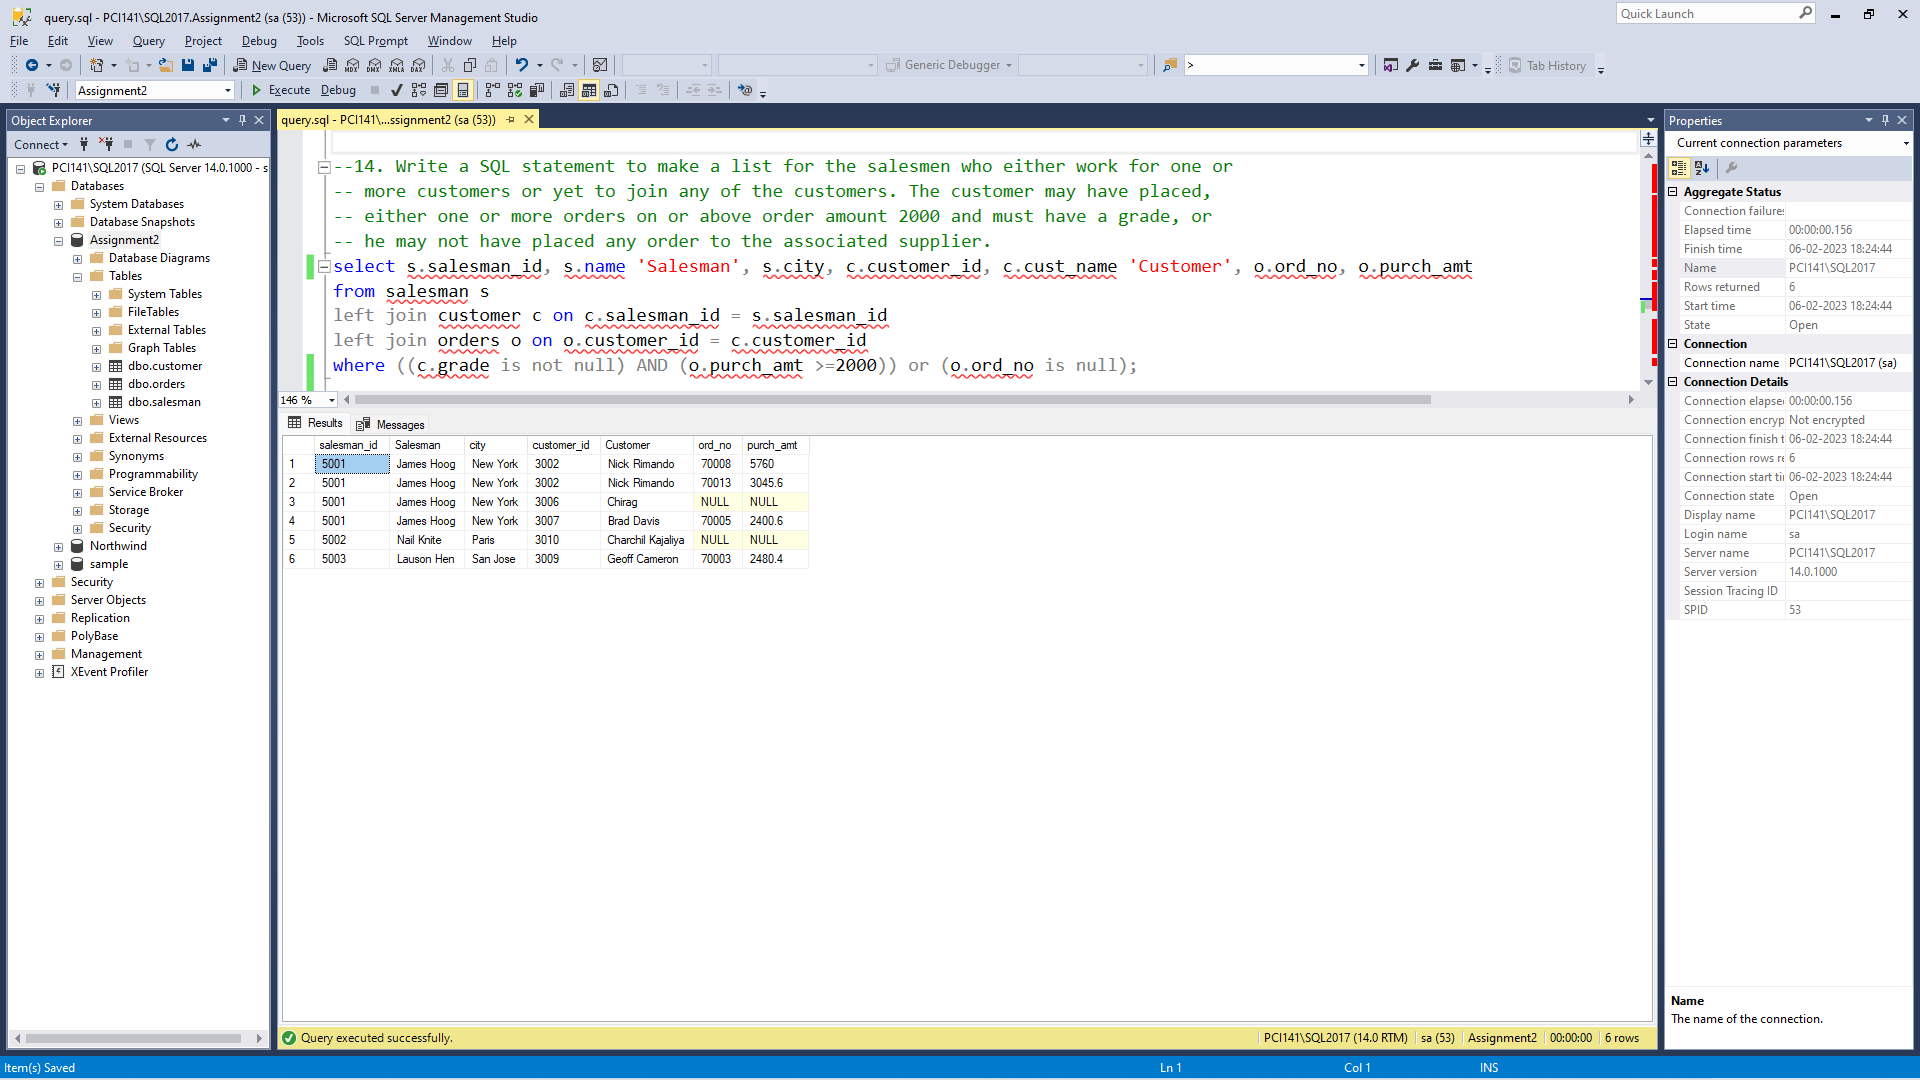 query.sql - PCI141\SQL2017.Assignment2 (sa (53)) - Microsoft SQL Server Management Studio
Quick Launch
File Edit View Query Project Debug Tools SQL Prompt Window Help
New Query
Generic Debugger
>
Tab History
Assignment2
Execute Debug
Object Explorer
Connect
PCI141\SQL2017 (SQL Server 14.0.1000 - s
Databases
System Databases
Database Snapshots
Assignment2
Database Diagrams
Tables
System Tables
FileTables
External Tables
Graph Tables
dbo.customer
dbo.orders
dbo.salesman
Views
External Resources
Synonyms
Programmability
Service Broker
Storage
Security
Northwind
sample
Security
Server Objects
Replication
PolyBase
Management
XEvent Profiler
query.sql - PCI141\...ssignment2 (sa (53))
--14. Write a SQL statement to make a list for the salesmen who either work for one or
-- more customers or yet to join any of the customers. The customer may have placed,
-- either one or more orders on or above order amount 2000 and must have a grade, or
-- he may not have placed any order to the associated supplier.
select s.salesman_id, s.name 'Salesman', s.city, c.customer_id, c.cust_name 'Customer', o.ord_no, o.purch_amt
from salesman s
left join customer c on c.salesman_id = s.salesman_id
left join orders o on o.customer_id = c.customer_id
where ((c.grade is not null) AND (o.purch_amt >=2000)) or (o.ord_no is null);
146 %
Results Messages
salesman_id Salesman city customer_id Customer ord_no purch_amt
1 5001 James Hoog New York 3002 Nick Rimando 70008 5760
2 5001 James Hoog New York 3002 Nick Rimando 70013 3045.6
3 5001 James Hoog New York 3006 Chirag NULL NULL
4 5001 James Hoog New York 3007 Brad Davis 70005 2400.6
5 5002 Nail Knite Paris 3010 Charchil Kajaliya NULL NULL
6 5003 Lauson Hen San Jose 3009 Geoff Cameron 70003 2480.4
Query executed successfully.
PCI141\SQL2017 (14.0 RTM) sa (53) Assignment2 00:00:00 6 rows
Properties
Current connection parameters
Aggregate Status
Connection failures
Elapsed time 00:00:00.156
Finish time 06-02-2023 18:24:44
Name PCI141\SQL2017
Rows returned 6
Start time 06-02-2023 18:24:44
State Open
Connection
Connection name PCI141\SQL2017 (sa)
Connection Details
Connection elapse 00:00:00.156
Connection encryp Not encrypted
Connection finish t 06-02-2023 18:24:44
Connection rows re 6
Connection start ti 06-02-2023 18:24:44
Connection state Open
Display name PCI141\SQL2017
Login name sa
Server name PCI141\SQL2017
Server version 14.0.1000
Session Tracing ID
SPID 53
Name
The name of the connection.
Item(s) Saved
Ln 1 Col 1 INS